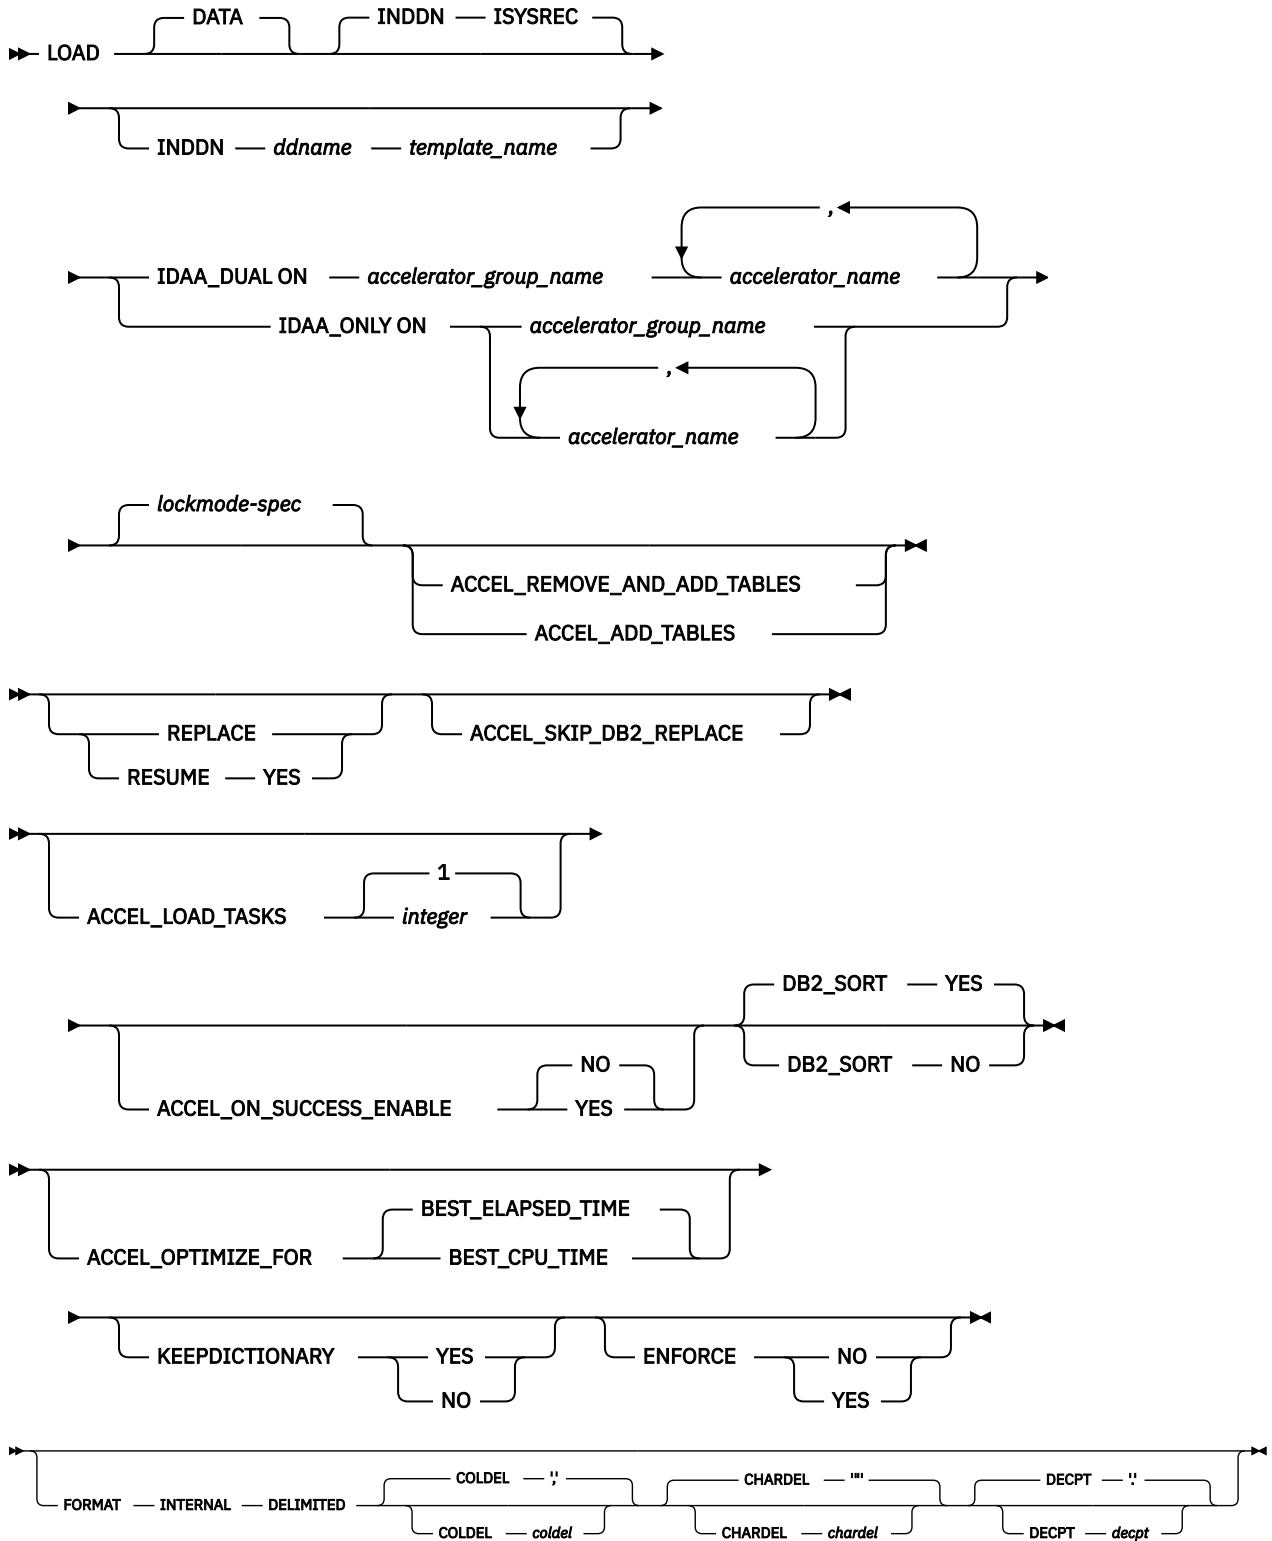 DATA INDDN ISYSREC
LOAD
INDDN ddname template_name
,
IDAA_DUAL ON accelerator_group_name accelerator_name
IDAA_ONLY ON accelerator_group_name
,
accelerator_name
lockmode-spec
ACCEL_REMOVE_AND_ADD_TABLES
ACCEL_ADD_TABLES
REPLACE ACCEL_SKIP_DB2_REPLACE
RESUME YES
1
ACCEL_LOAD_TASKS integer
DB2_SORT YES
NO DB2_SORT NO
ACCEL_ON_SUCCESS_ENABLE YES
BEST_ELAPSED_TIME
ACCEL_OPTIMIZE_FOR BEST_CPU_TIME
KEEPDICTIONARY YES ENFORCE NO
NO YES
COLDEL ',' CHARDEL '"' DECPT '.'
FORMAT INTERNAL DELIMITED
COLDEL coldel CHARDEL chardel DECPT decpt